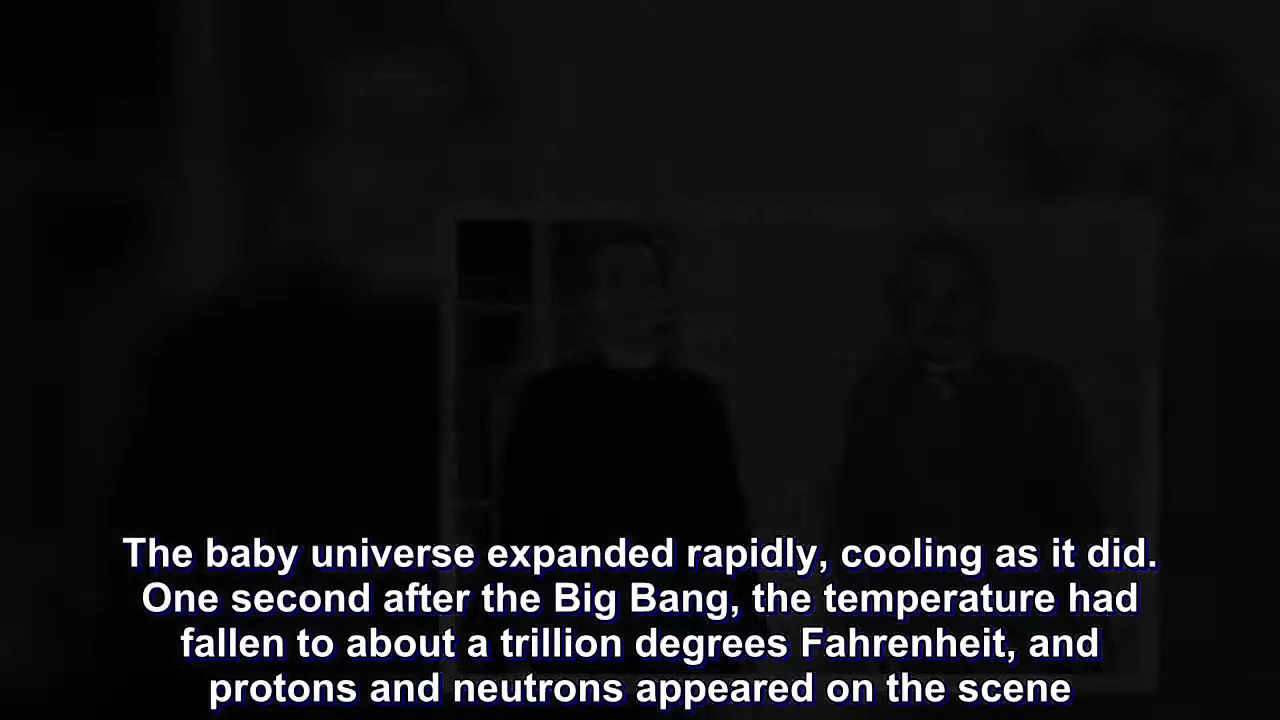 The baby universe expanded rapidly, cooling as it did.
One second after the Big Bang, the temperature had
fallen to about a trillion degrees Fahrenheit, and
protons and neutrons appeared on the scene